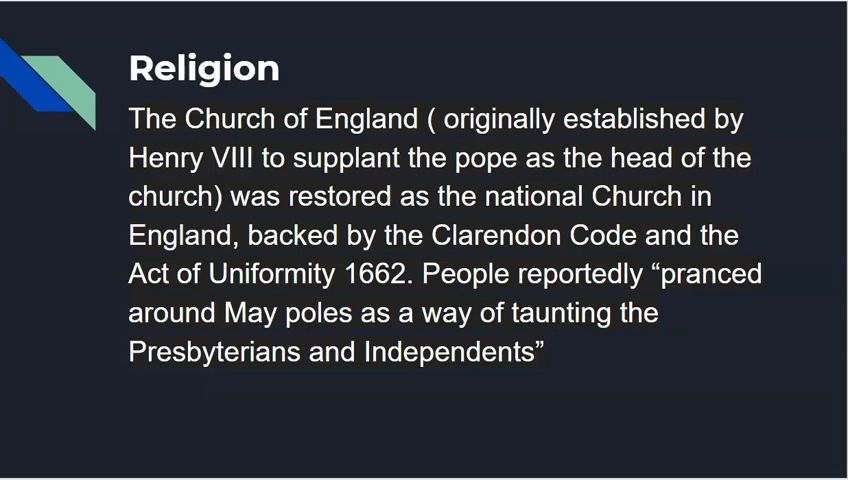 Religion
The Church of England ( originally established by
Henry VIII to supplant the pope as the head of the
church) was restored as the national Church in
England, backed by the Clarendon Code and the
Act of Uniformity 1662. People reportedly “pranced
around May poles as a way of taunting the
Presbyterians and Independents”